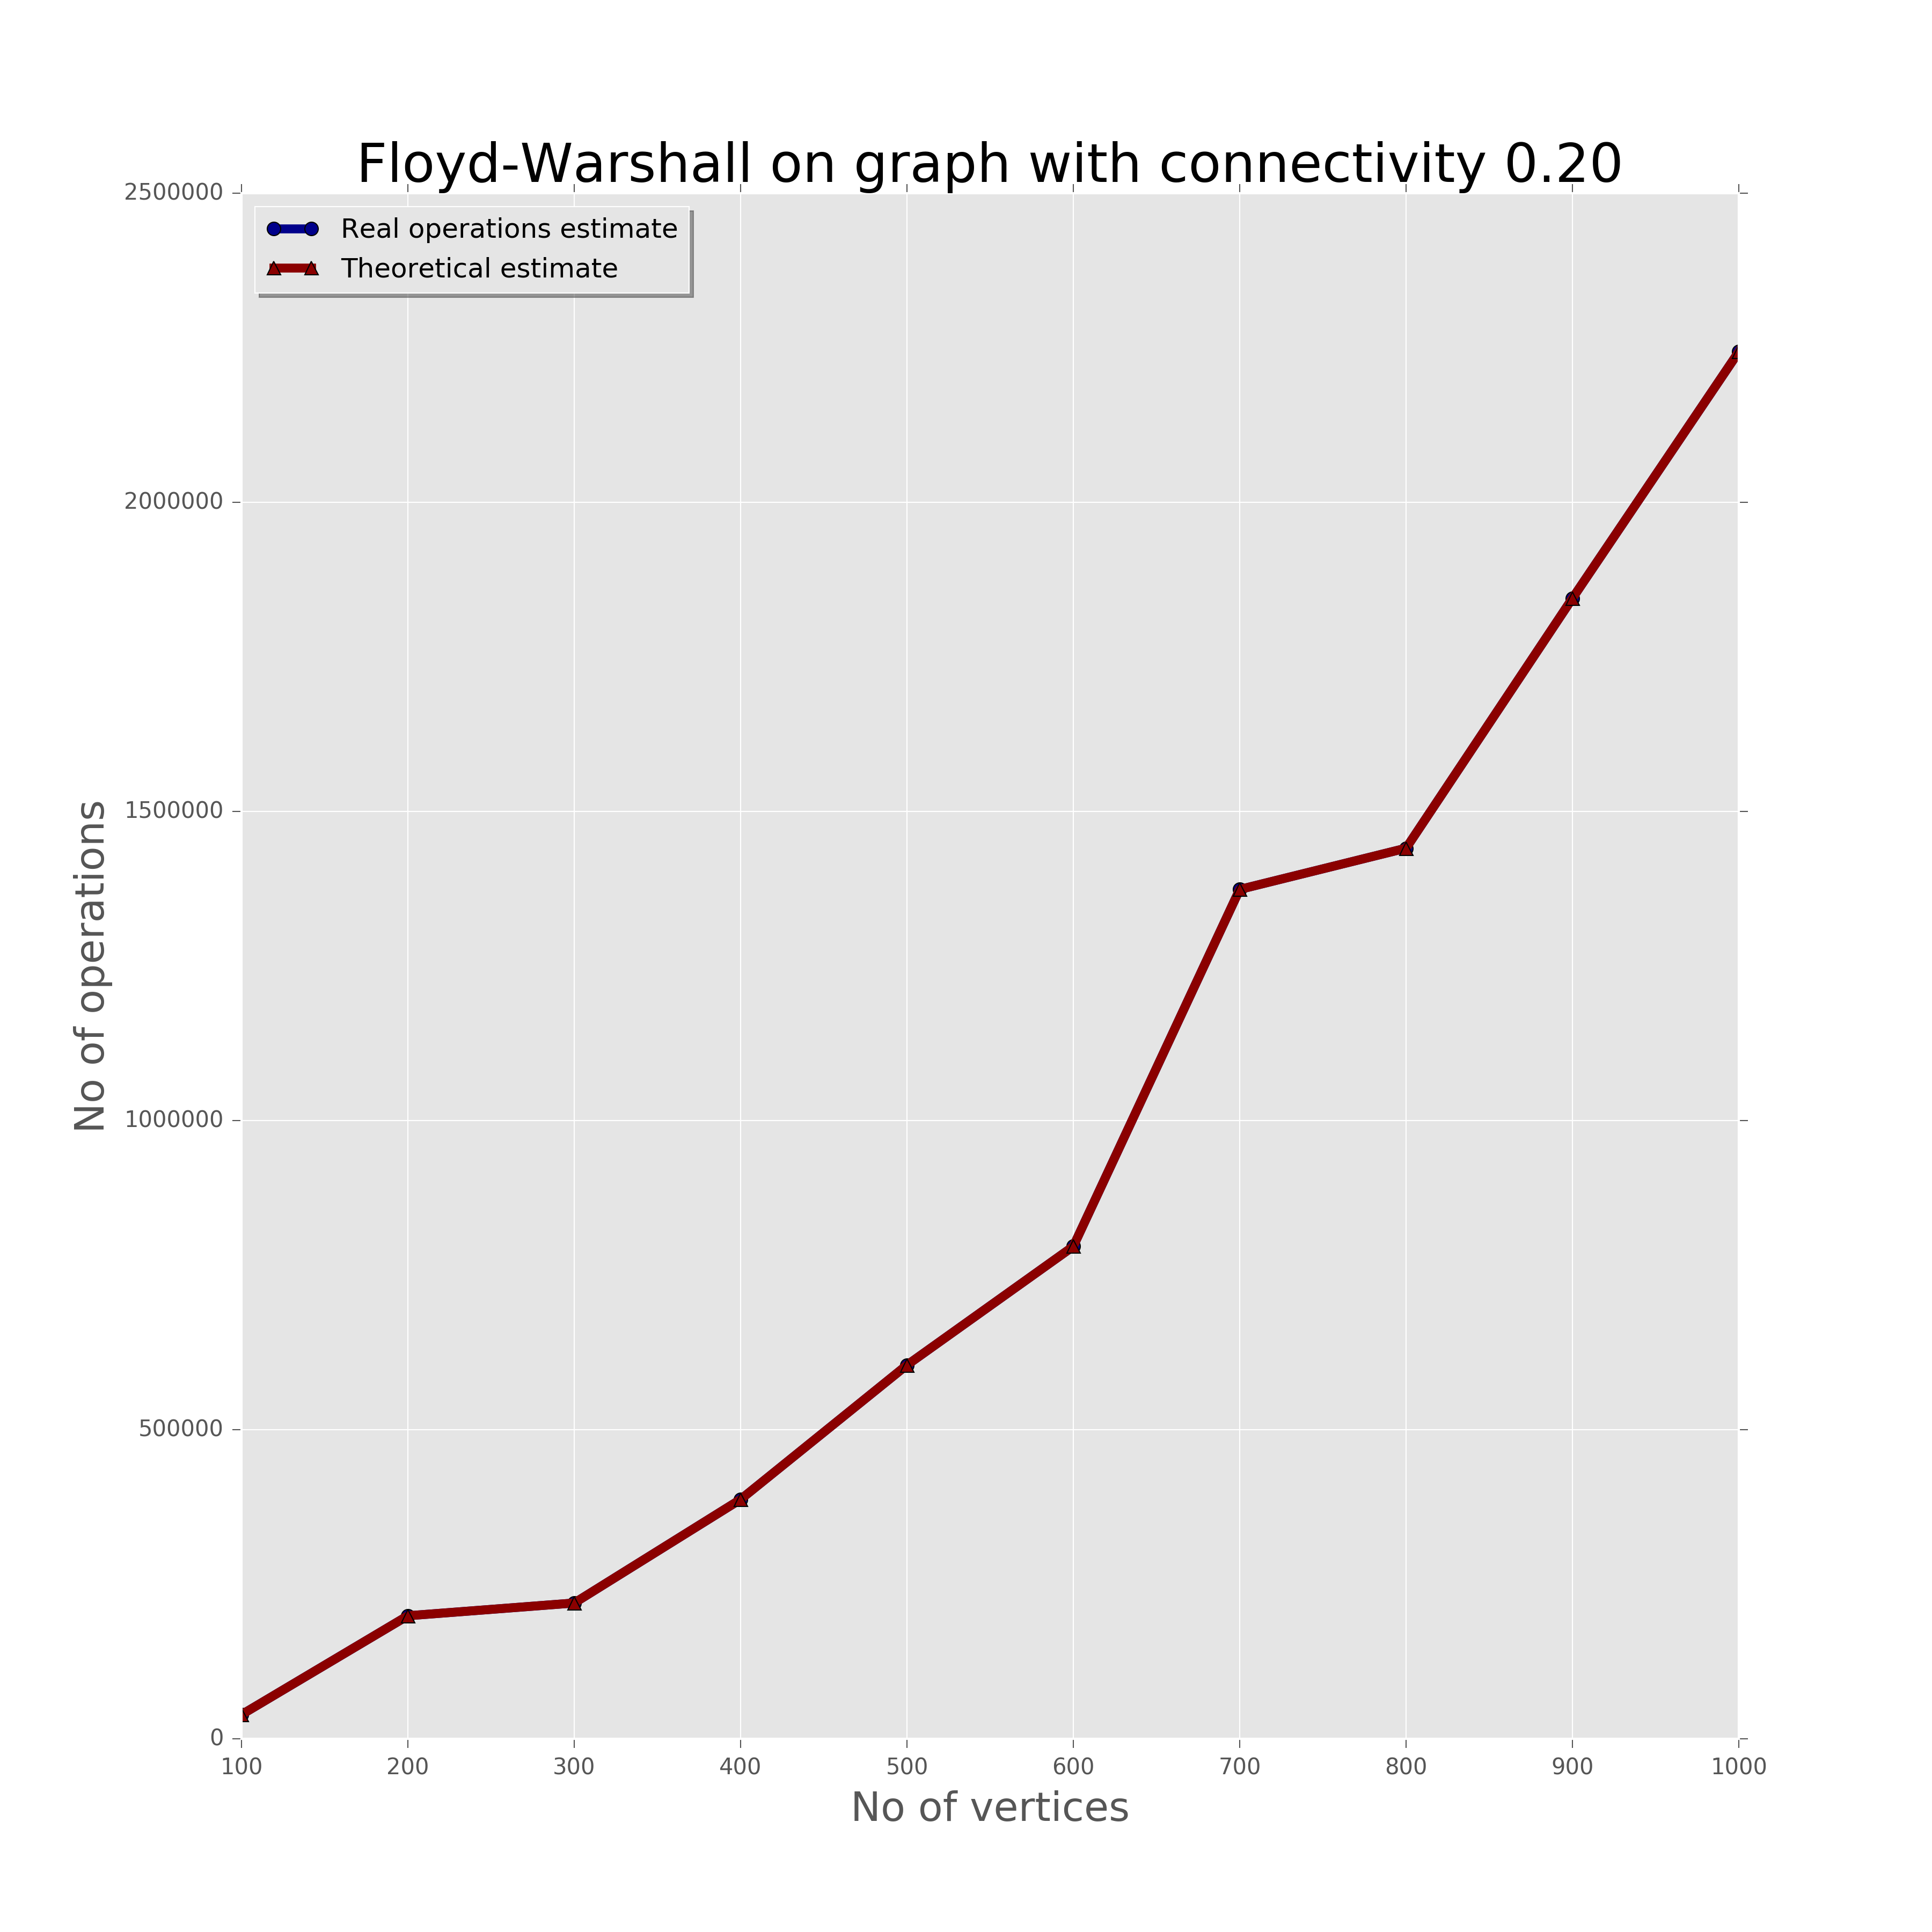 Floyd-Warshall on graph with connectivity 0.20
2500000
Real operations estimate
Theoretical estimate
2000000
1500000
1000000
500000
0
No of operations
100 200 300 400 500 600 700 800 900 1000
No of vertices